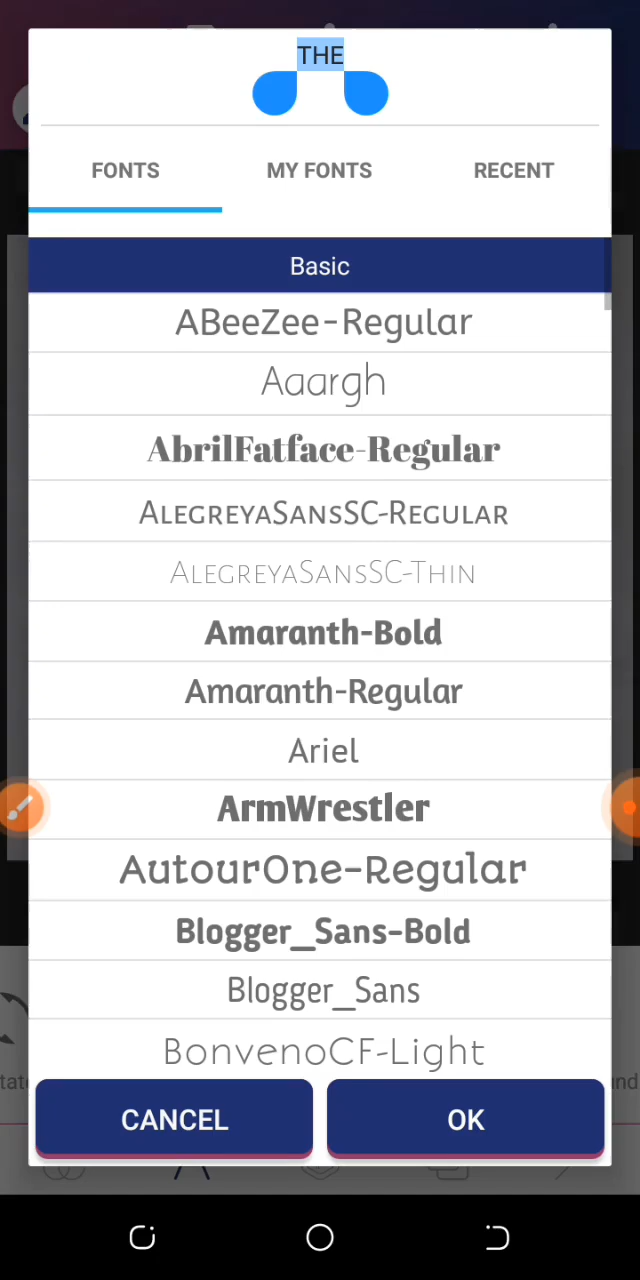 THE
FONTS MY FONTS RECENT
Basic
ABeeZee-Regular
Aaargh
AbrilFatface-Regular
AlegreyaSansSC-Regular
AlegreyaSansSC-Thin
Amaranth-Bold
Amaranth-Regular
Ariel
ArmWrestler
AutourOne-Regular
Blogger_Sans-Bold
Blogger_Sans
BonvenoCF-Light
CANCEL OK